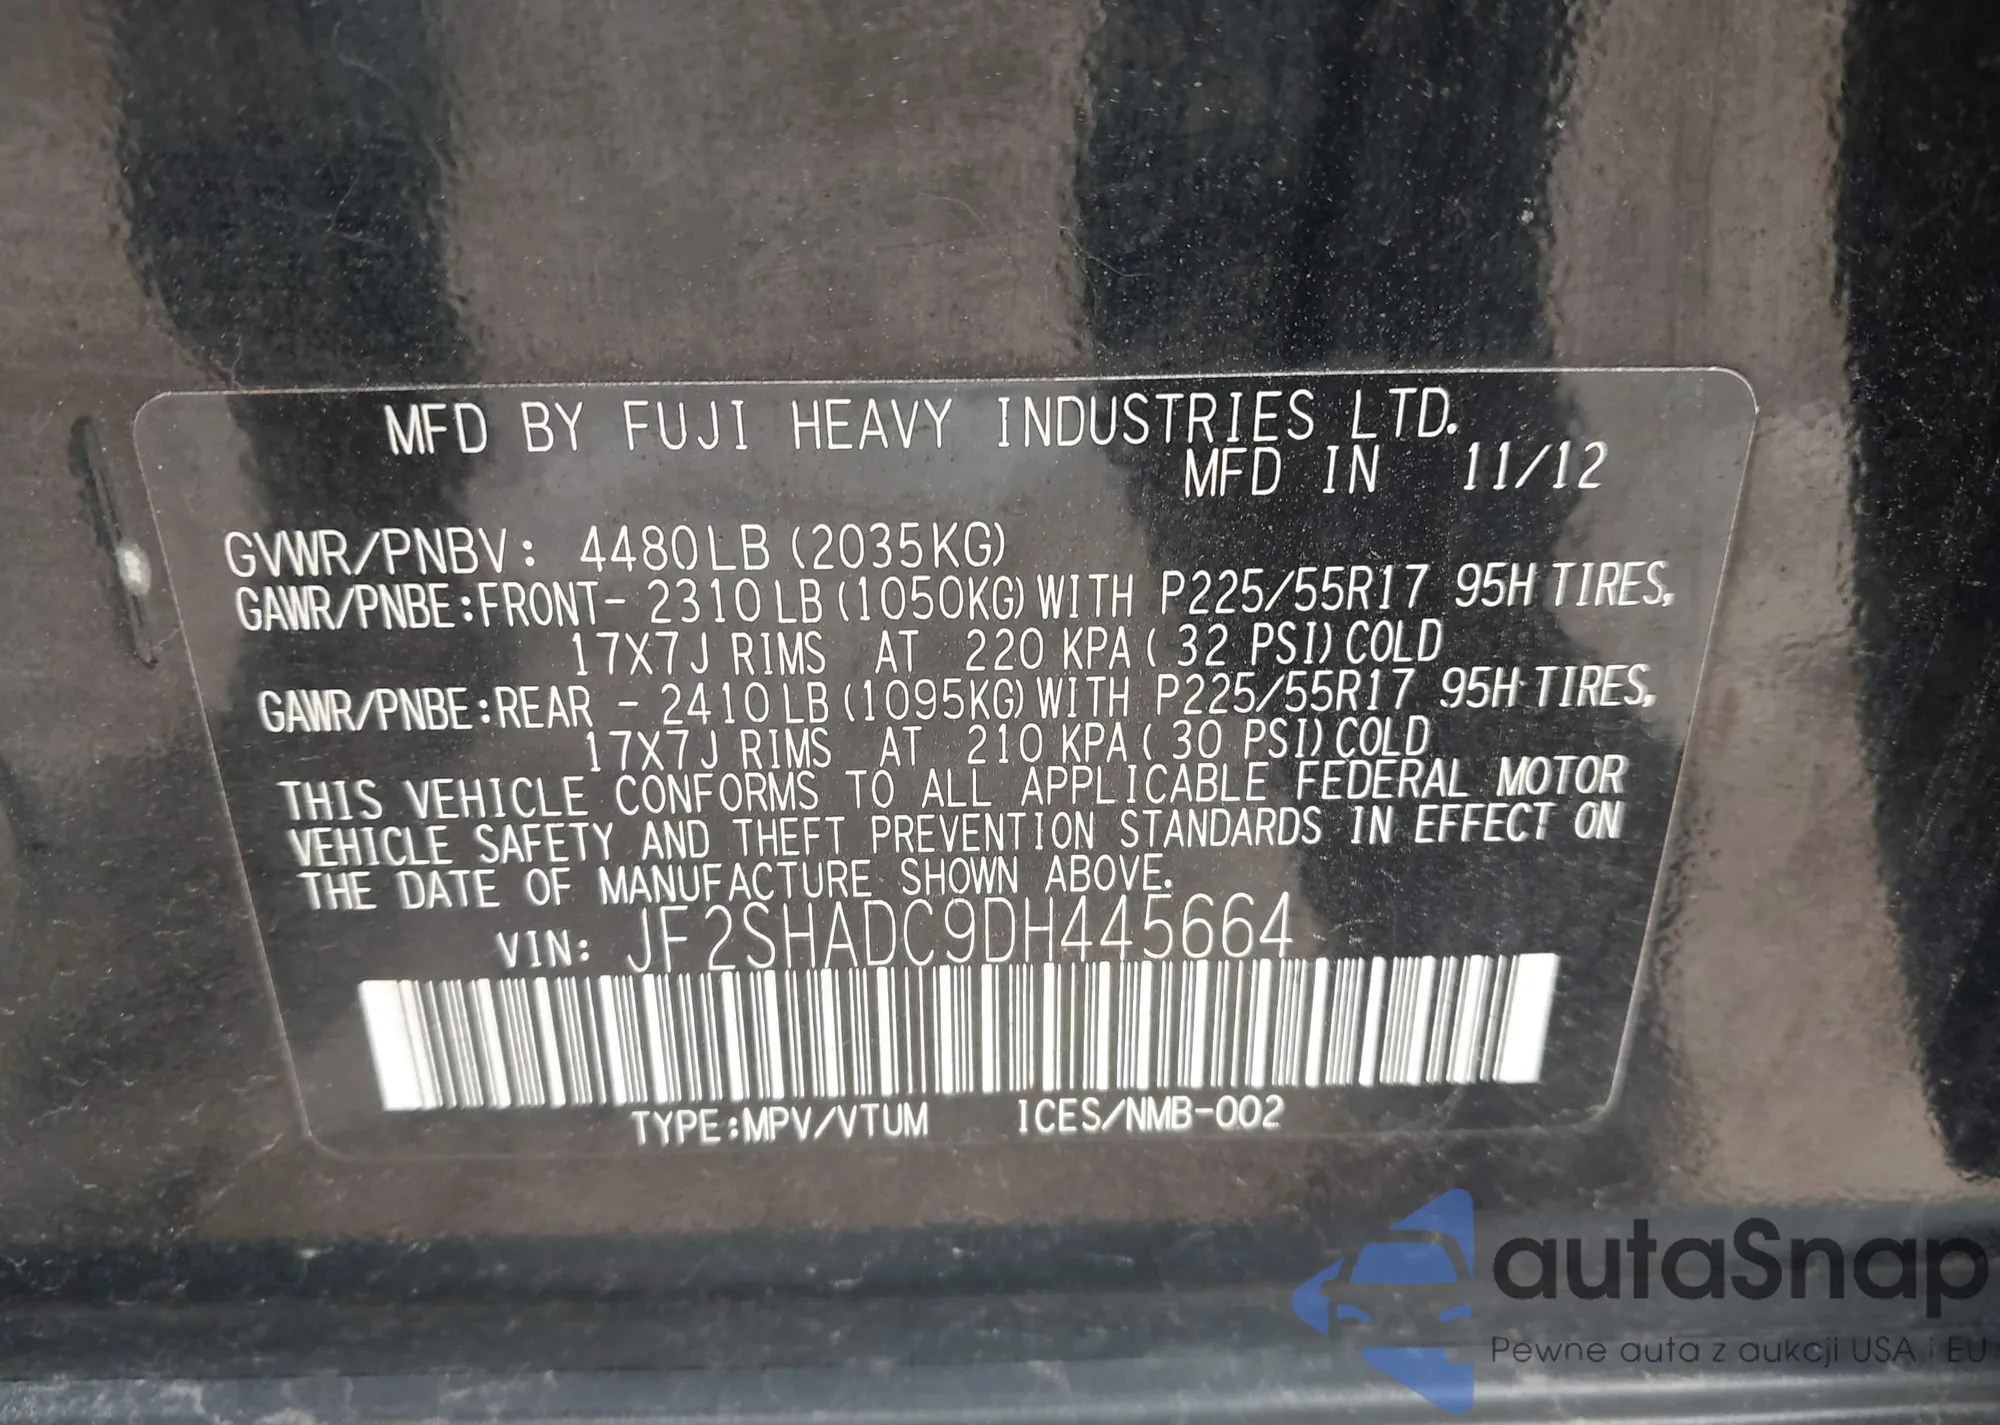 MFD BY FUJI HEAVY INDUSTRIES LTD.
MFD IN 11/12
GVWR/PNBV: 4480LB (2035KG)
GAWR/PNBE:FRONT- 2310LB (1050KG) WITH P225/55R17 95H TIRES,
17X7J RIMS AT 220 KPA ( 32 PSI) COLD
GAWR/PNBE:REAR - 2410LB (1095KG) WITH P225/55R17 95H TIRES,
17X7J RIMS AT 210 KPA ( 30 PSI) COLD
THIS VEHICLE CONFORMS TO ALL APPLICABLE FEDERAL MOTOR
VEHICLE SAFETY AND THEFT PREVENTION STANDARDS IN EFFECT ON
THE DATE OF MANUFACTURE SHOWN ABOVE.
VIN: JF2SHADC9DH445664
TYPE:MPV/VTUM ICES/NMB-002
autaSnap
Pewne auta z aukcji USA i EU